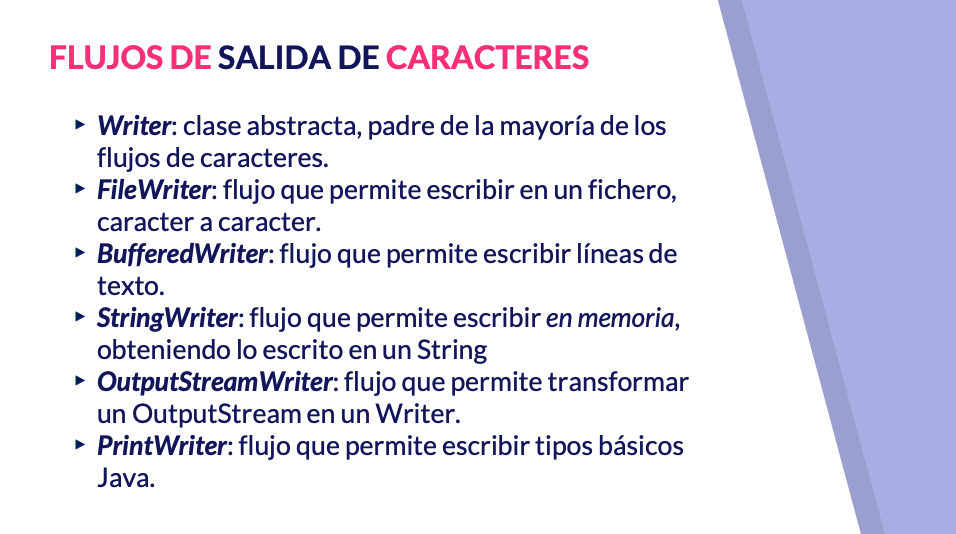 FLUJOS DE SALIDA DE CARACTERES
▸ Writer: clase abstracta, padre de la mayoría de los
flujos de caracteres.
▸ FileWriter: flujo que permite escribir en un fichero,
caracter a caracter.
▸ BufferedWriter: flujo que permite escribir líneas de
texto.
▸ StringWriter: flujo que permite escribir en memoria,
obteniendo lo escrito en un String
▸ OutputStreamWriter: flujo que permite transformar
un OutputStream en un Writer.
▸ PrintWriter: flujo que permite escribir tipos básicos
Java.